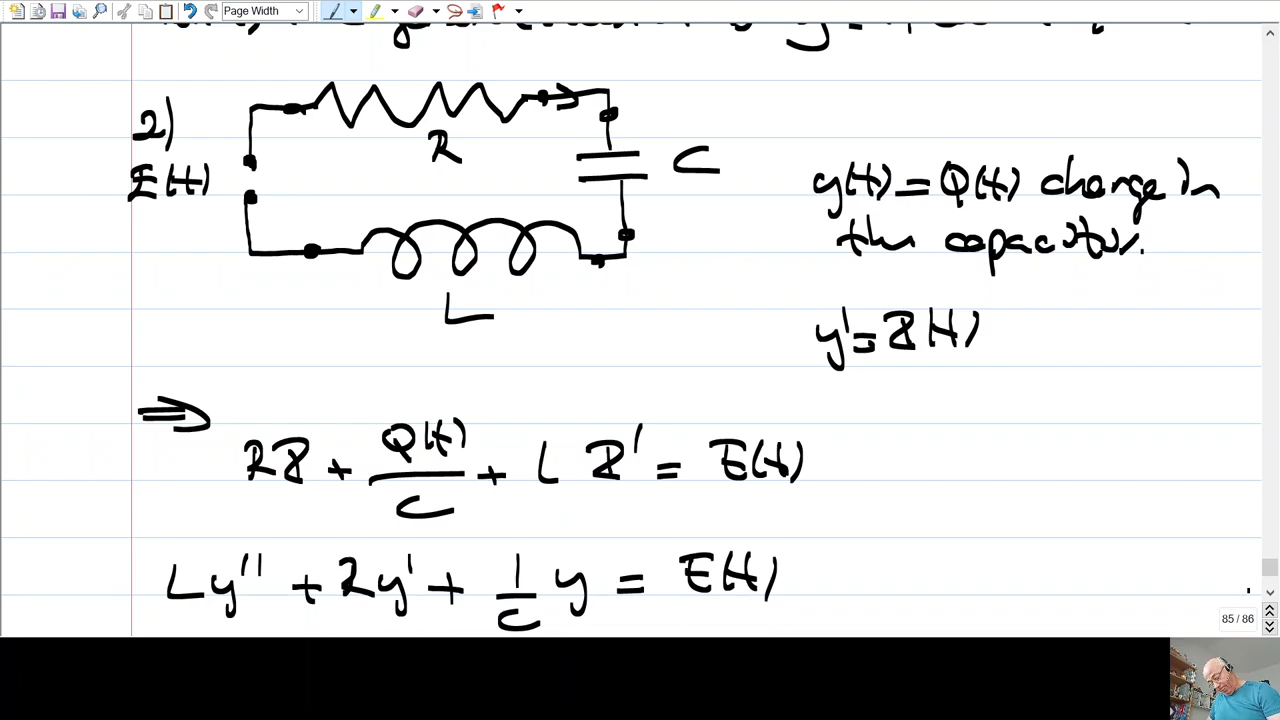 Page Width
2)
E(t)
R
C
L
y(t) = Q(t) charge in
the capacitor.
y' = I(t)
⇒ RI + Q(t)/C + L I' = E(t)
Ly'' + Ry' + 1/C y = E(t)
85 / 86